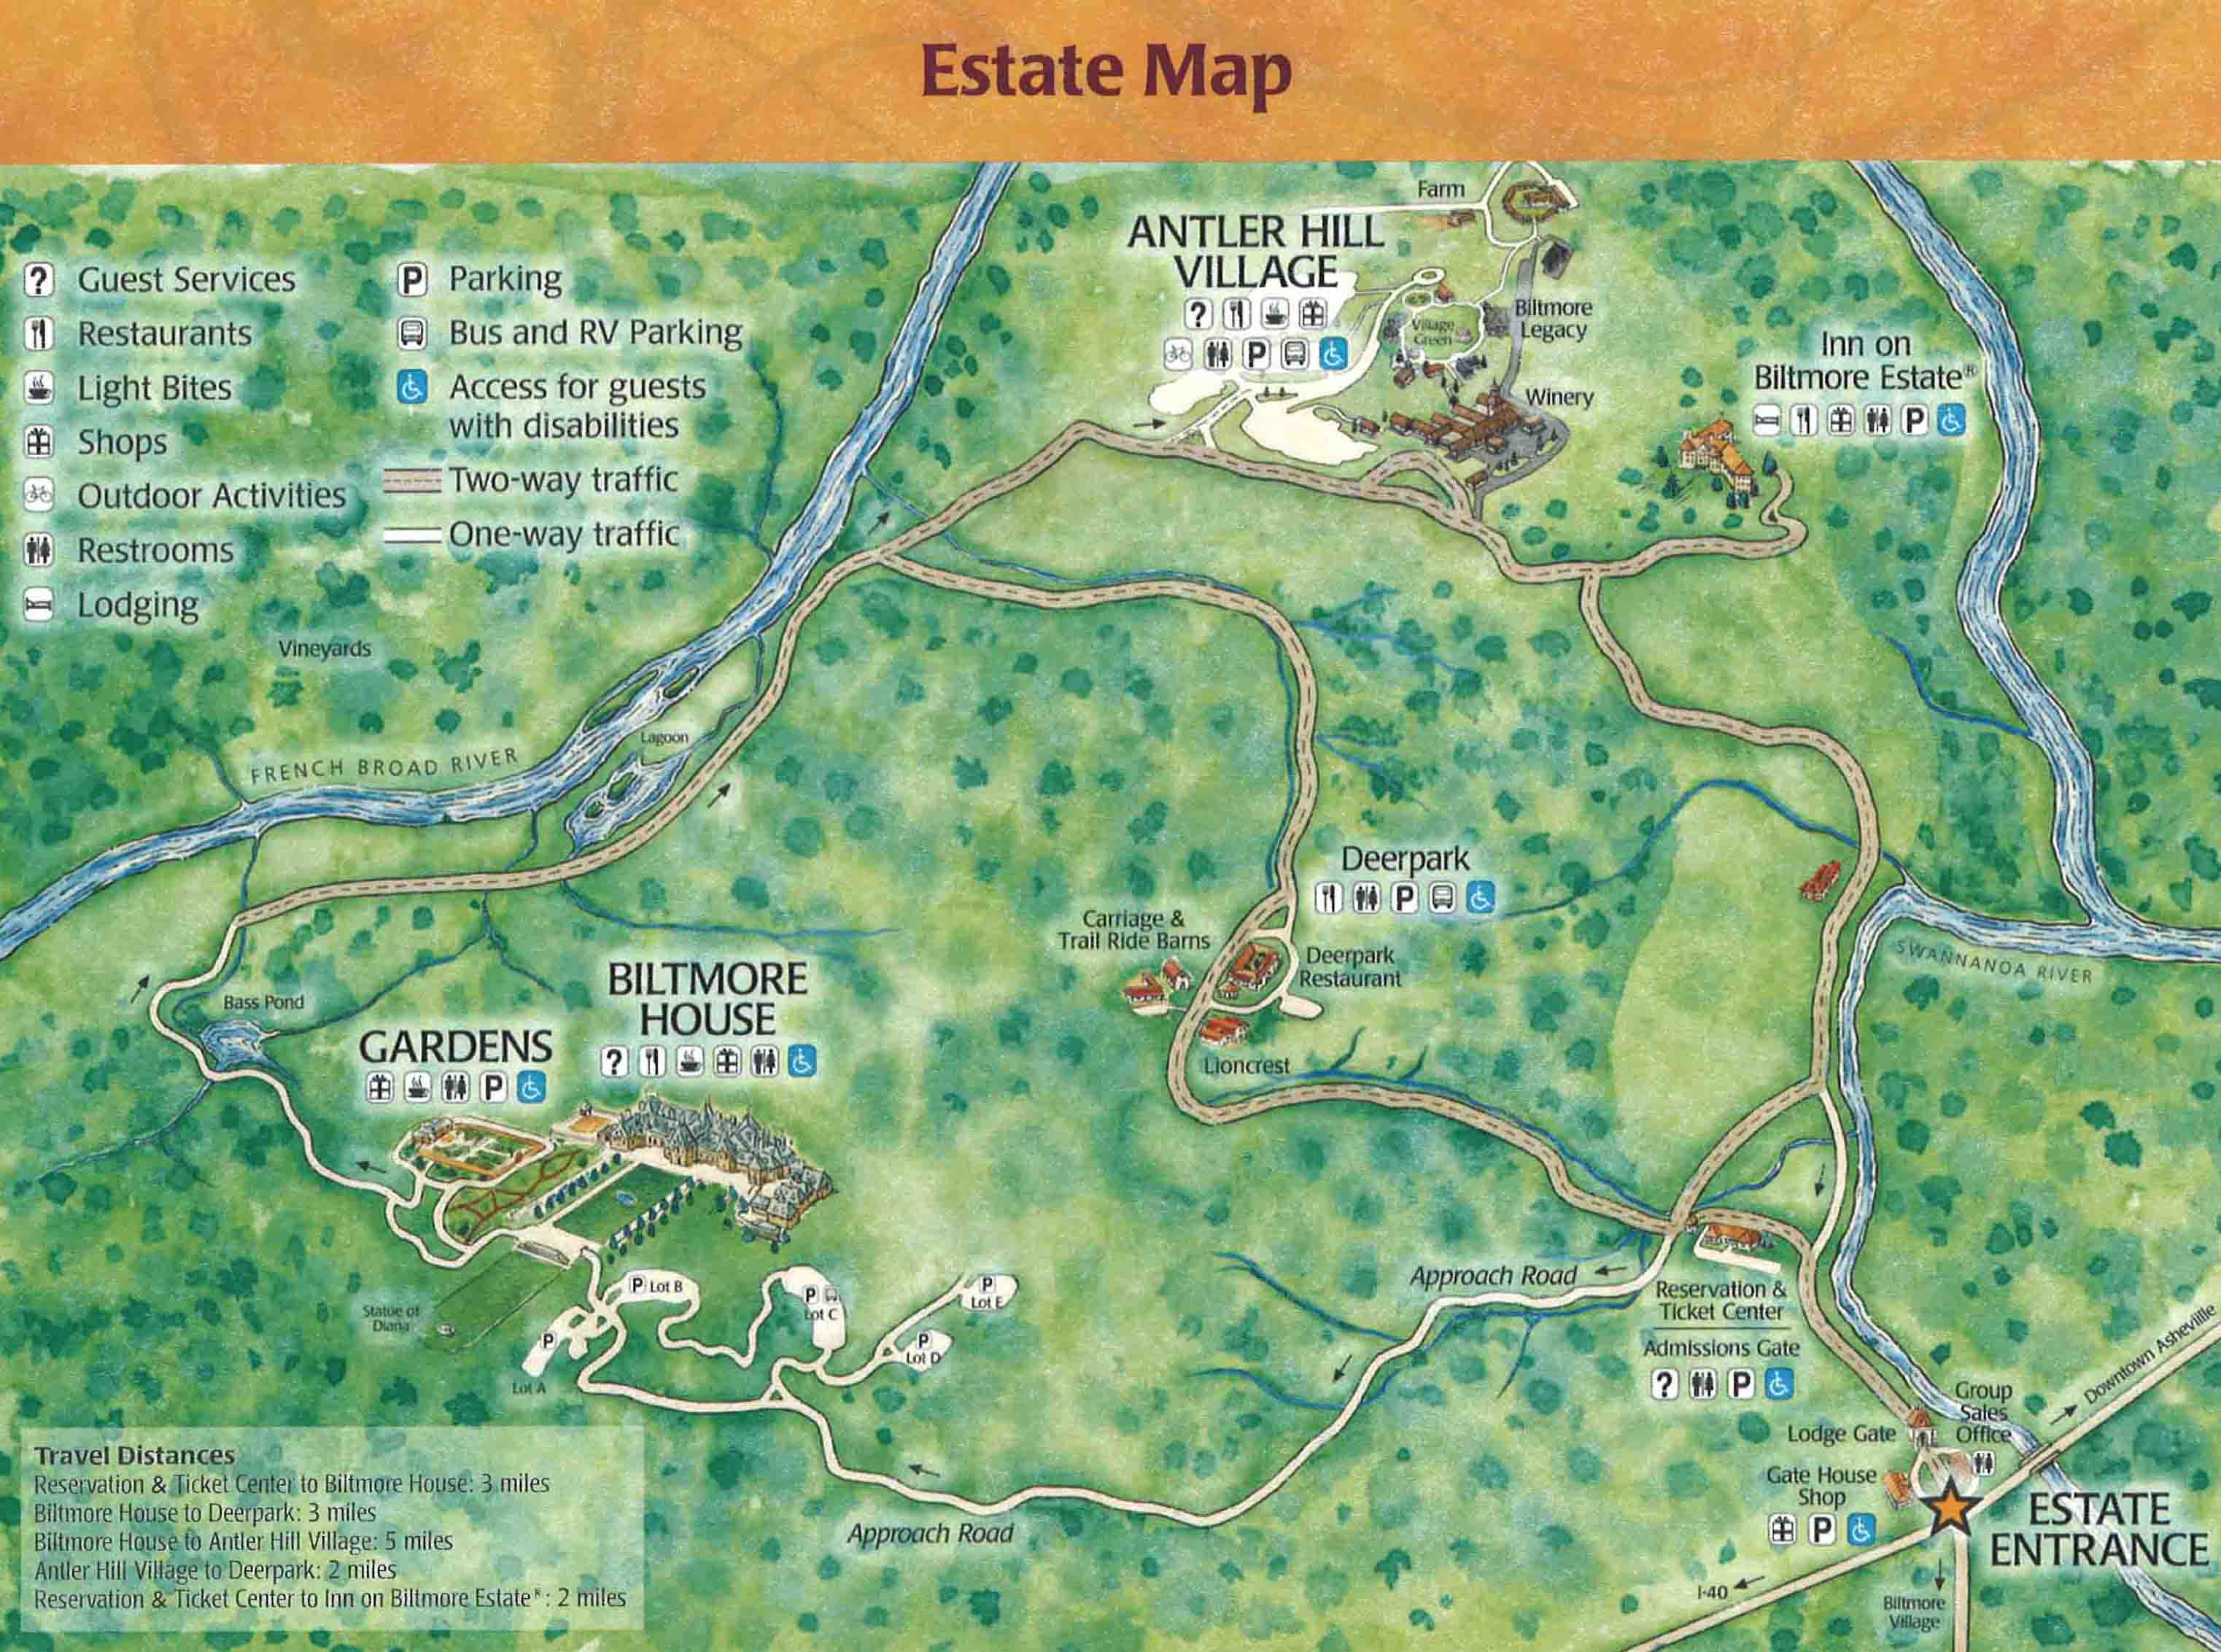 Estate Map
? Guest Services
Restaurants
Light Bites
Shops
Outdoor Activities
Restrooms
Lodging
P Parking
Bus and RV Parking
Access for guests
with disabilities
Two-way traffic
One-way traffic
Farm
ANTLER HILL
VILLAGE
?
P
Village
Green
Biltmore
Legacy
Winery
Inn on
Biltmore Estate®
P
Vineyards
FRENCH BROAD RIVER
Lagoon
Deerpark
P
Carriage &
Trail Ride Barns
Deerpark
Restaurant
Lioncrest
SWANNANOA RIVER
Bass Pond
GARDENS
P
BILTMORE
HOUSE
?
Statue of
Diana
P Lot B
P
Lot C
P
Lot E
P
Lot D
P
Lot A
Approach Road
Approach Road
Reservation &
Ticket Center
Admissions Gate
? P
Lodge Gate
Group
Sales
Office
Gate House
Shop
P
Downtown Asheville
ESTATE
ENTRANCE
I-40
Biltmore
Village
Travel Distances
Reservation & Ticket Center to Biltmore House: 3 miles
Biltmore House to Deerpark: 3 miles
Biltmore House to Antler Hill Village: 5 miles
Antler Hill Village to Deerpark: 2 miles
Reservation & Ticket Center to Inn on Biltmore Estate®: 2 miles